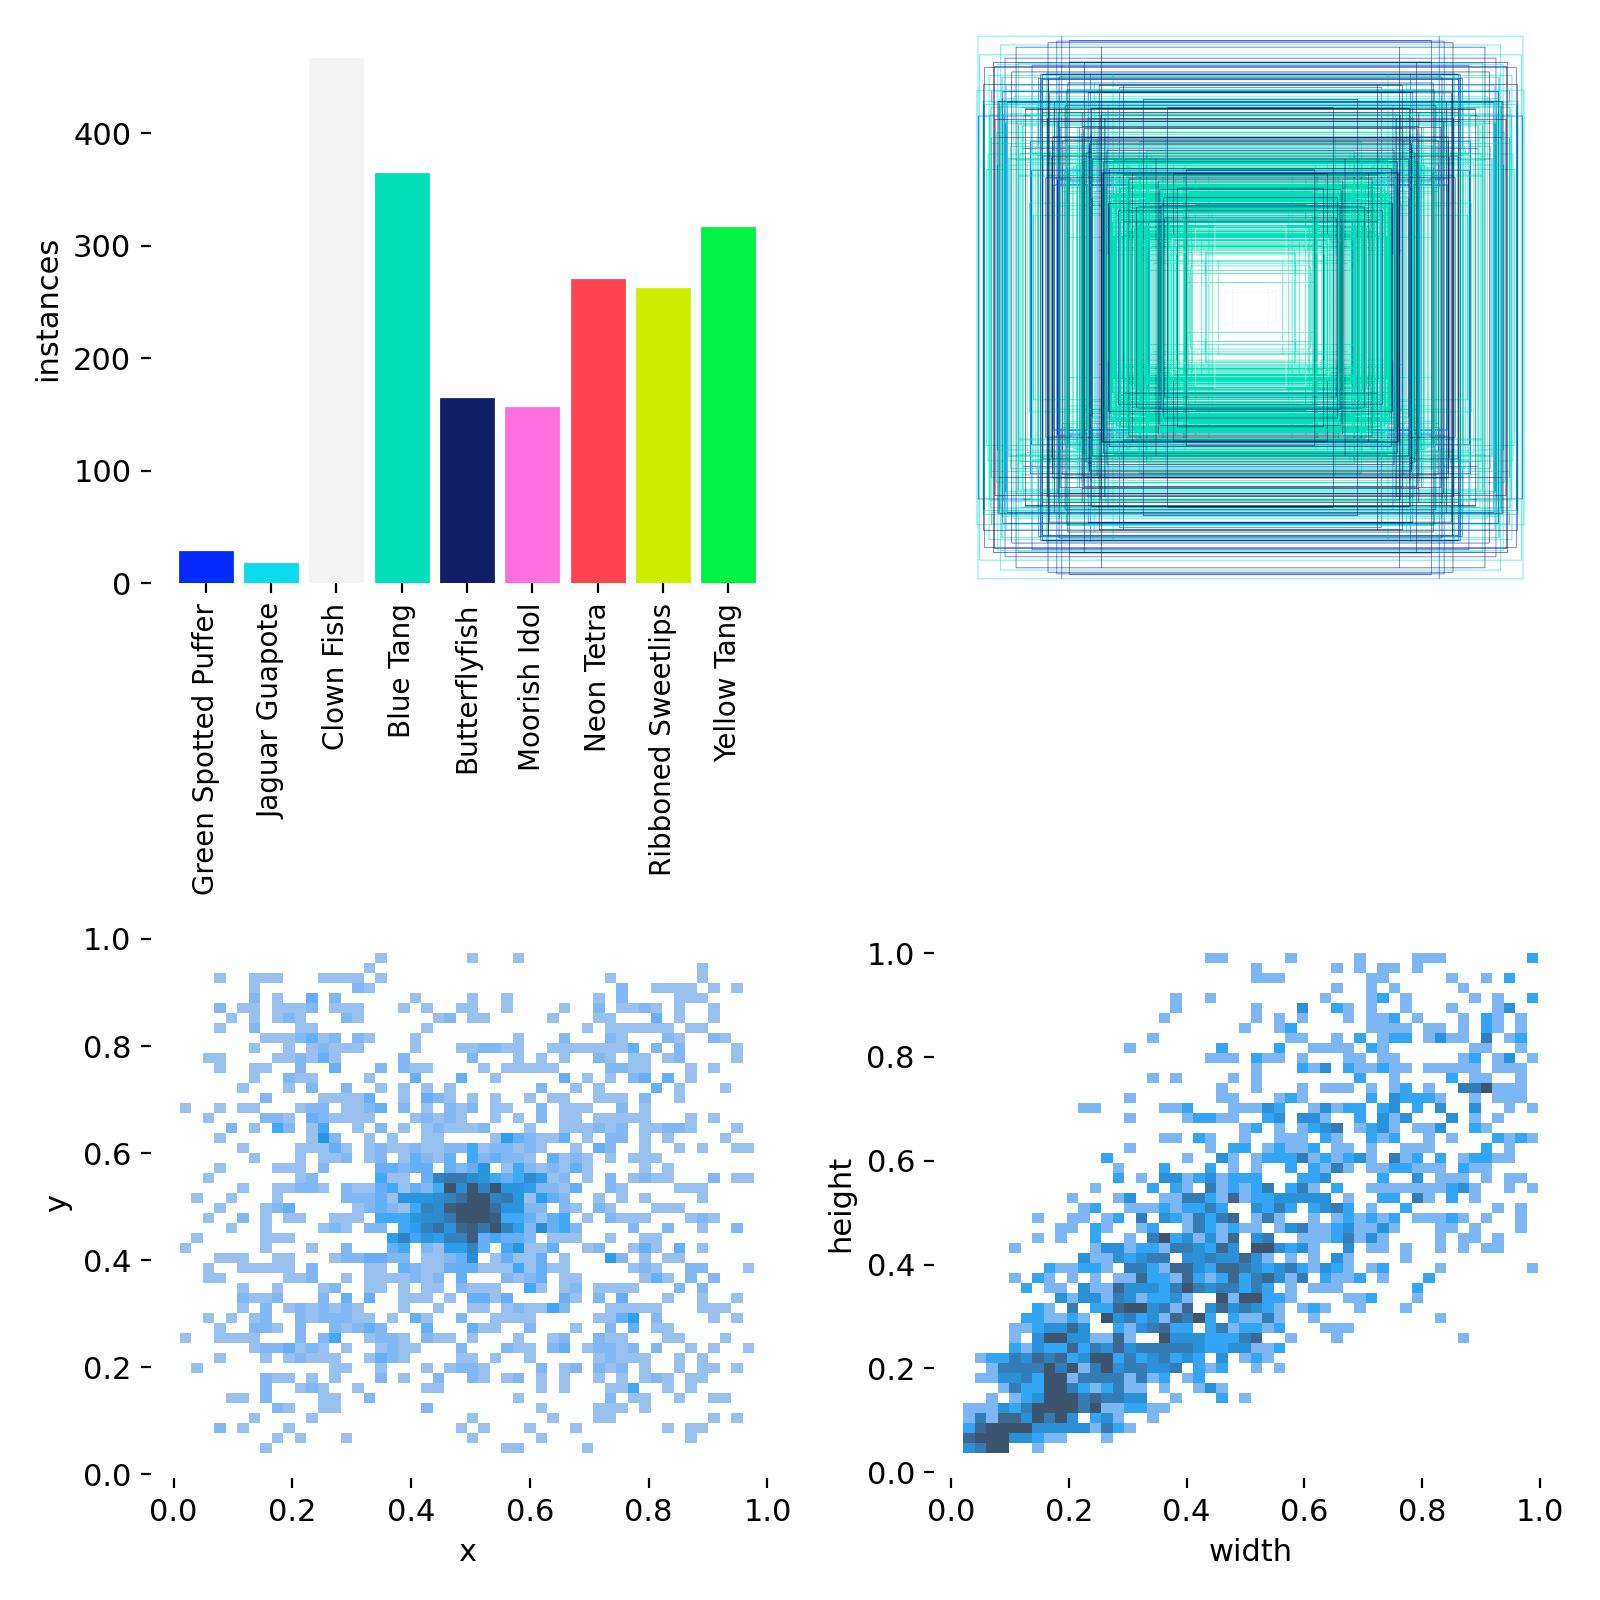 instances
400
300
200
100
0
Green Spotted Puffer
Jaguar Guapote
Clown Fish
Blue Tang
Butterflyfish
Moorish Idol
Neon Tetra
Ribboned Sweetlips
Yellow Tang
y
1.0
0.8
0.6
0.4
0.2
0.0
0.0 0.2 0.4 0.6 0.8 1.0
x
height
1.0
0.8
0.6
0.4
0.2
0.0
0.0 0.2 0.4 0.6 0.8 1.0
width